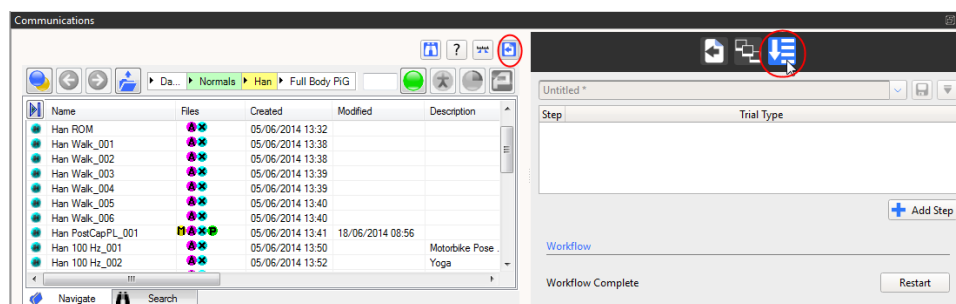 Communications
?
Da... Normals Han Full Body PiG
Untitled *
Name Files Created Modified Description
Step Trial Type
Han ROM 05/06/2014 13:32
Han Walk_001 05/06/2014 13:38
Han Walk_002 05/06/2014 13:38
Han Walk_003 05/06/2014 13:39
Han Walk_004 05/06/2014 13:39
Han Walk_005 05/06/2014 13:40
Han Walk_006 05/06/2014 13:40
Han PostCapPL_001 M A X P 05/06/2014 13:41 18/06/2014 08:56
Han 100 Hz_001 05/06/2014 13:50 Motorbike Pose .
Han 100 Hz_002 05/06/2014 13:52 Yoga
Add Step
Workflow
Workflow Complete Restart
Navigate Search